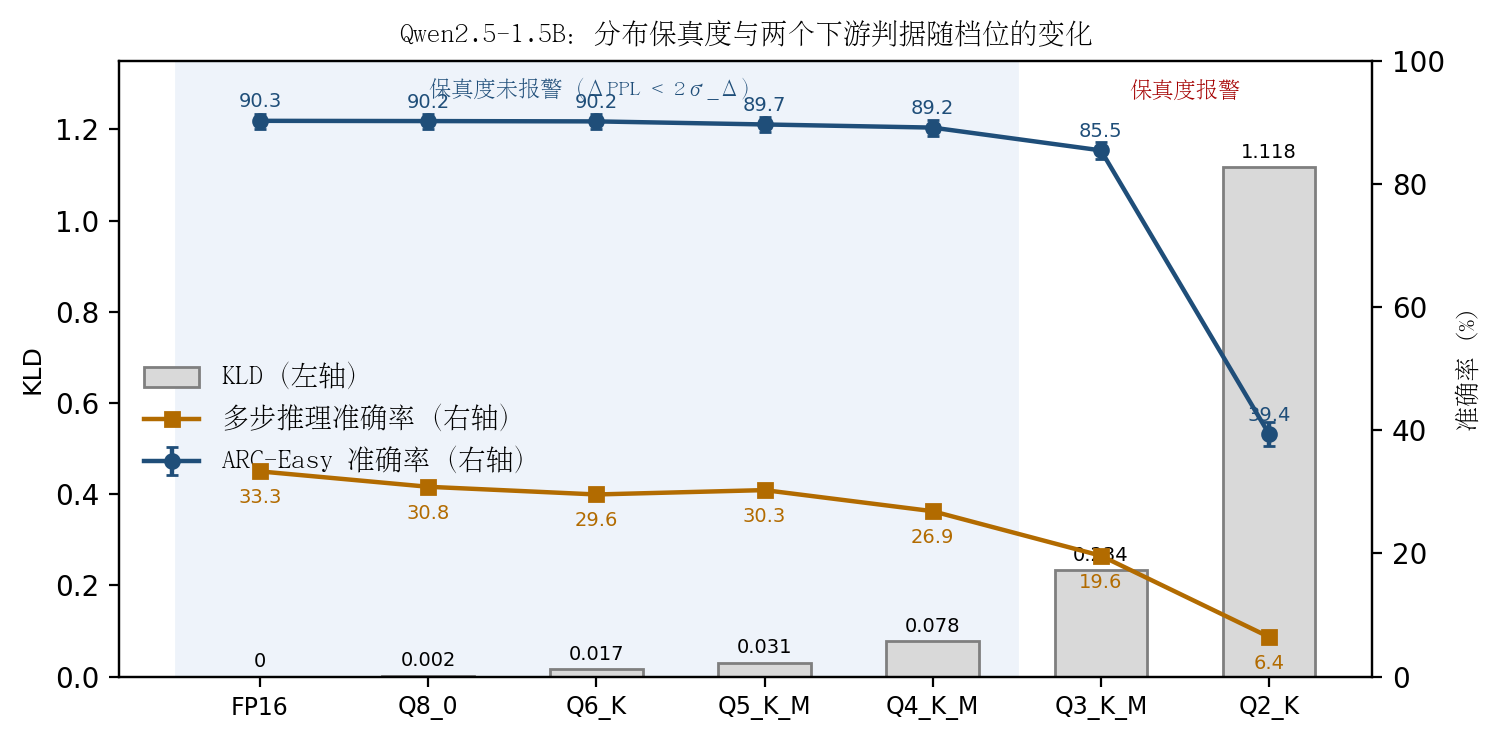 Qwen2.5-1.5B: 分布保真度与两个下游判据随档位的变化
保真度未报警 (ΔPPL < 2σ_Δ)
保真度报警
90.3
90.2
90.2
89.7
89.2
85.5
39.4
1.118
KLD (左轴)
多步推理准确率 (右轴)
ARC-Easy 准确率 (右轴)
33.3
30.8
29.6
30.3
26.9
19.6
6.4
0
0.002
0.017
0.031
0.078
0.234
KLD
0.0
0.2
0.4
0.6
0.8
1.0
1.2
准确率 (%)
0
20
40
60
80
100
FP16
Q8_0
Q6_K
Q5_K_M
Q4_K_M
Q3_K_M
Q2_K